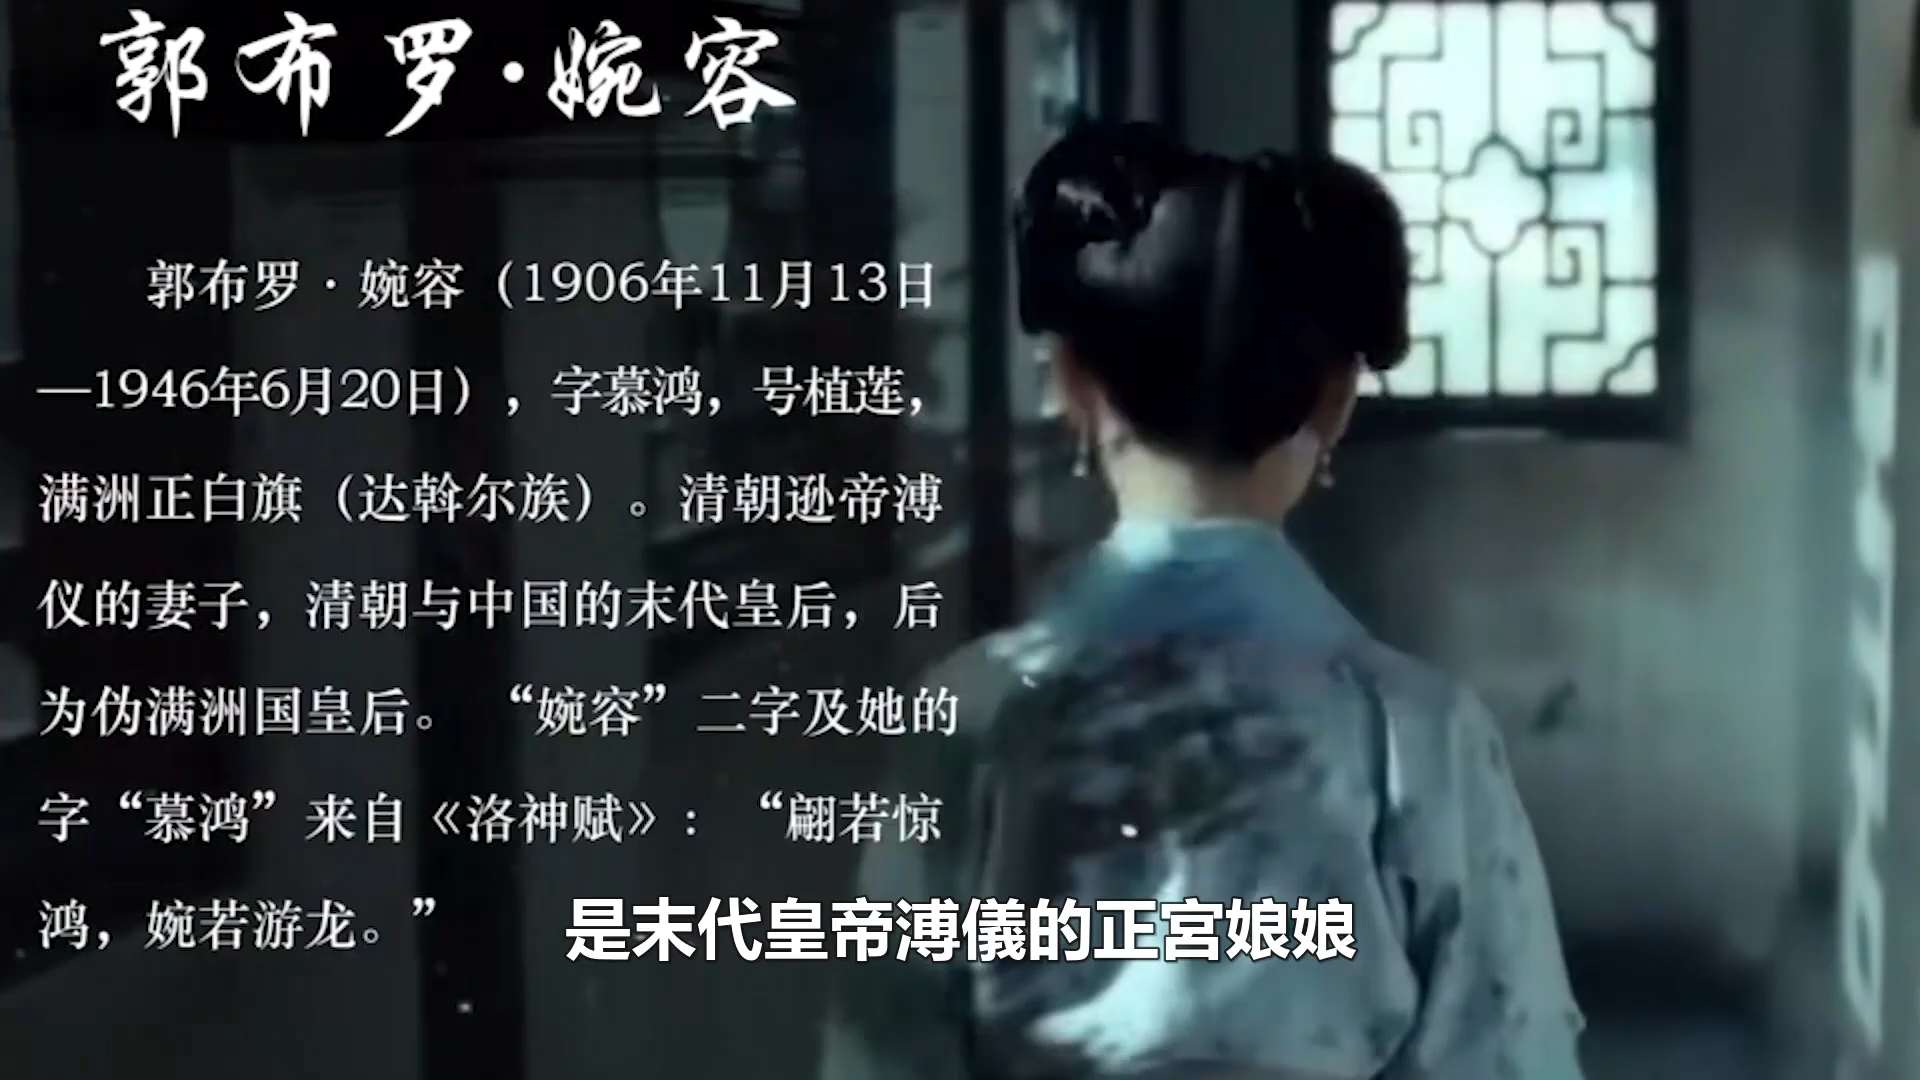 郭布罗·婉容
郭布罗·婉容（1906年11月13日
—1946年6月20日），字慕鸿，号植莲，
满洲正白旗（达斡尔族）。清朝逊帝溥
仪的妻子，清朝与中国的末代皇后，后
为伪满洲国皇后。“婉容”二字及她的
字“慕鸿”来自《洛神赋》：“翩若惊
鸿，婉若游龙。”
是末代皇帝溥儀的正宮娘娘